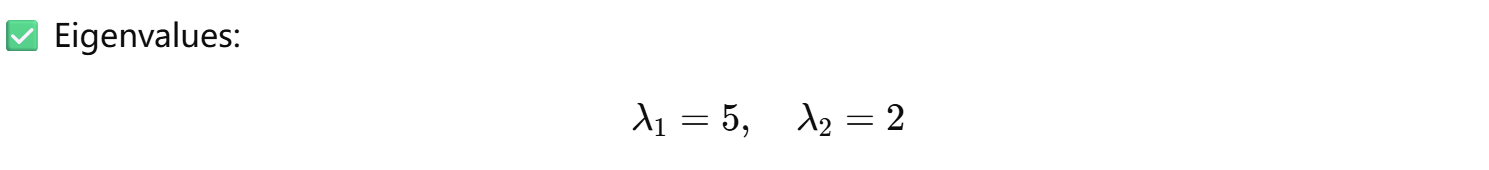 ✅ Eigenvalues:
λ₁ = 5, λ₂ = 2